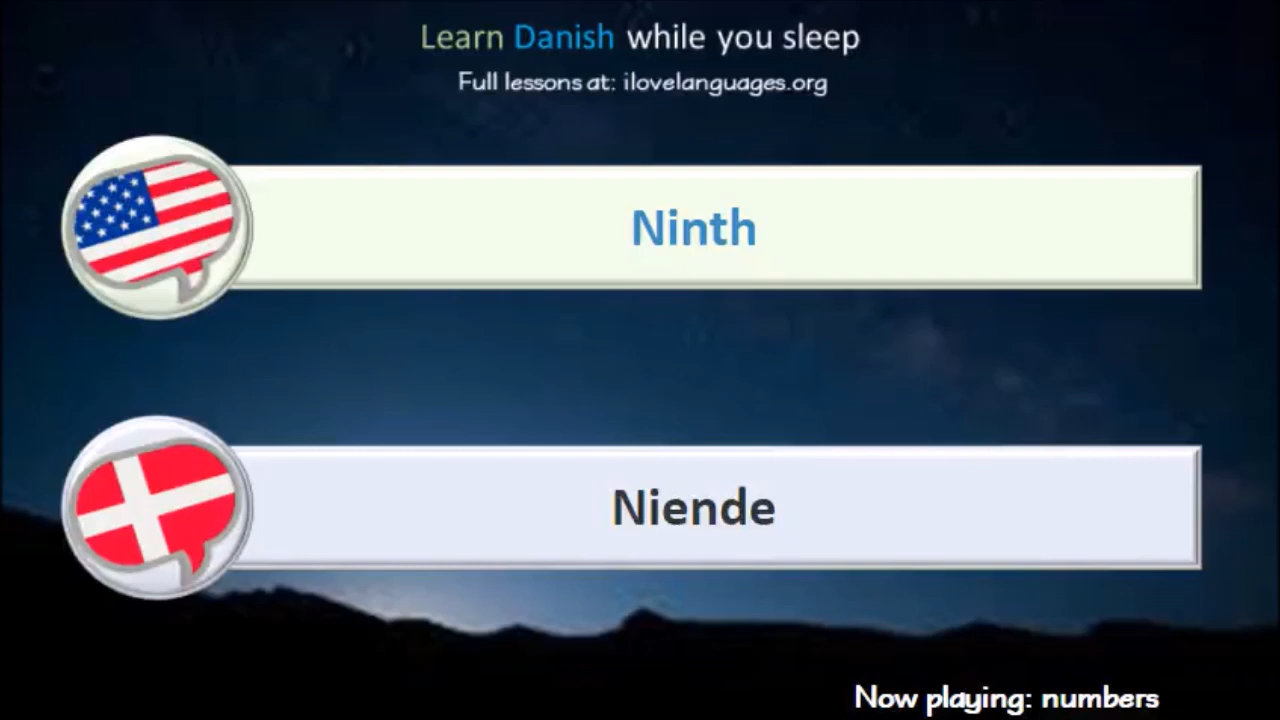 Learn Danish while you sleep
Full lessons at: ilovelanguages.org
Ninth
Niende
Now playing: numbers